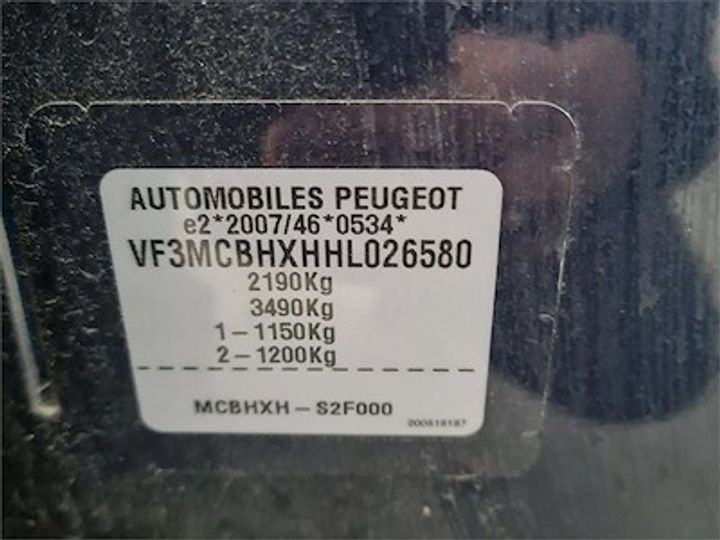 AUTOMOBILES PEUGEOT
e2*2007/46*0534*
VF3MCBHXHHL026580
2190Kg
3490Kg
1-1150Kg
2-1200Kg
MCBHXH-S2F000